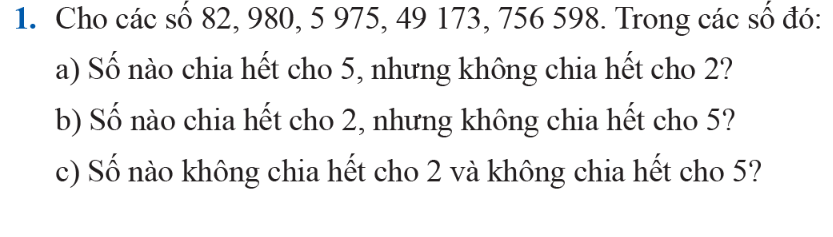 1. Cho các số 82, 980, 5 975, 49 173, 756 598. Trong các số đó:
a) Số nào chia hết cho 5, nhưng không chia hết cho 2?
b) Số nào chia hết cho 2, nhưng không chia hết cho 5?
c) Số nào không chia hết cho 2 và không chia hết cho 5?